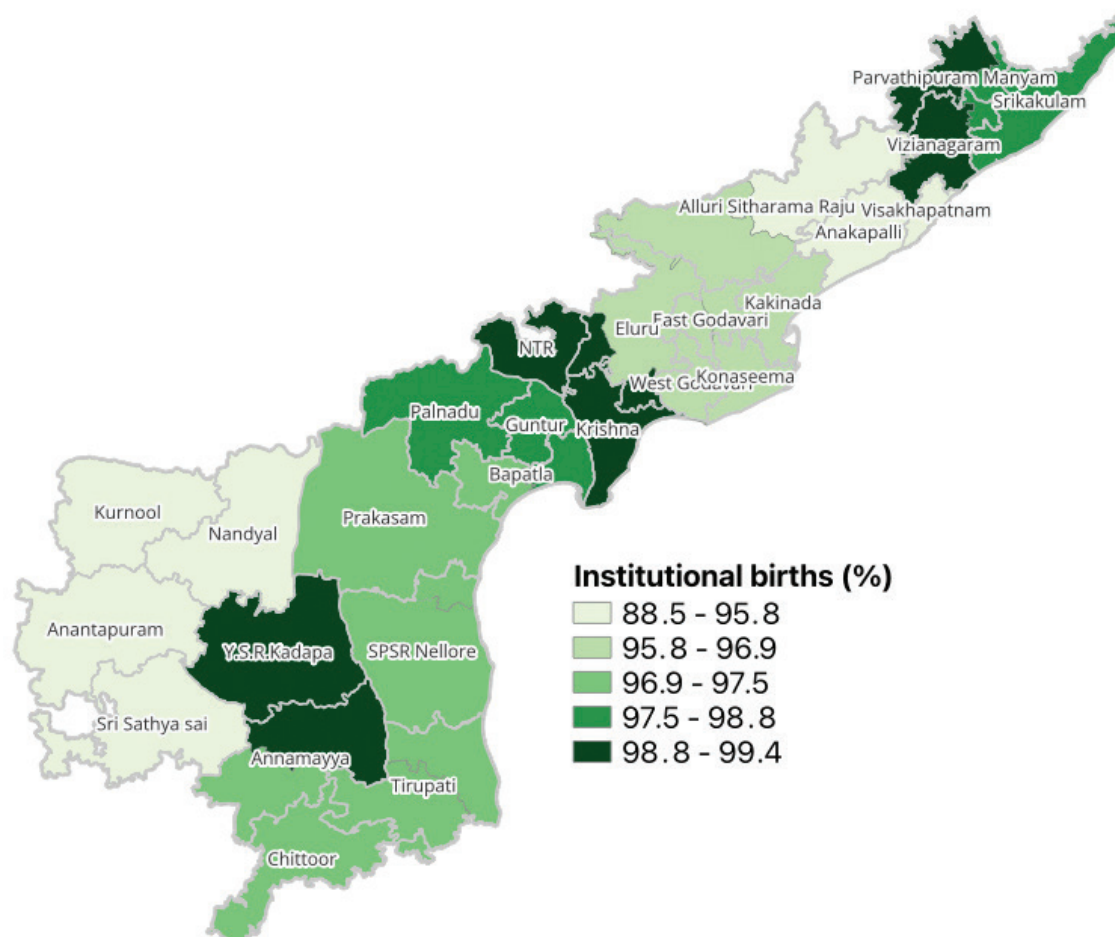 Parvathipuram Manyam
Srikakulam
Vizianagaram
Alluri Sitharama Raju
Visakhapatnam
Anakapalli
Kakinada
Eluru
East Godavari
NTR
West Godavari
Konaseema
Palnadu
Guntur
Krishna
Bapatla
Kurnool
Prakasam
Nandyal
Institutional births (%)
88.5 - 95.8
95.8 - 96.9
96.9 - 97.5
97.5 - 98.8
98.8 - 99.4
Anantapuram
Y.S.R.Kadapa
SPSR Nellore
Sri Sathya sai
Annamayya
Tirupati
Chittoor